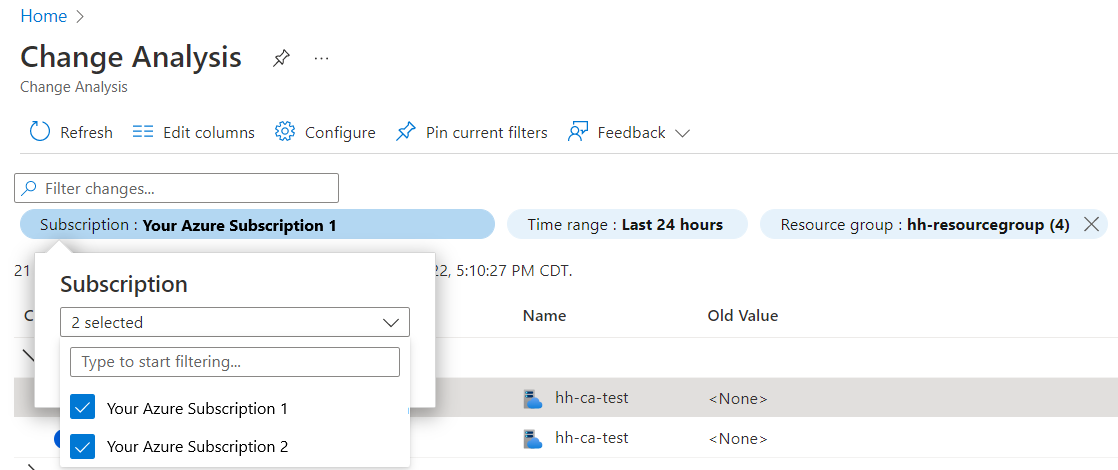 Home
Change Analysis
Change Analysis
Refresh Edit columns Configure Pin current filters Feedback
Filter changes...
Subscription : Your Azure Subscription 1 Time range : Last 24 hours Resource group : hh-resourcegroup (4)
21 22, 5:10:27 PM CDT.
Subscription
C Name Old Value
2 selected
Type to start filtering...
hh-ca-test <None>
Your Azure Subscription 1
hh-ca-test <None>
Your Azure Subscription 2